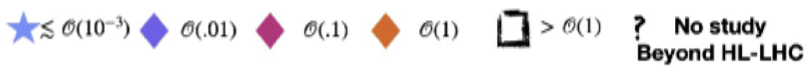 ≲ 𝒪(10⁻³) 𝒪(.01) 𝒪(.1) 𝒪(1) > 𝒪(1) ? No study
Beyond HL-LHC